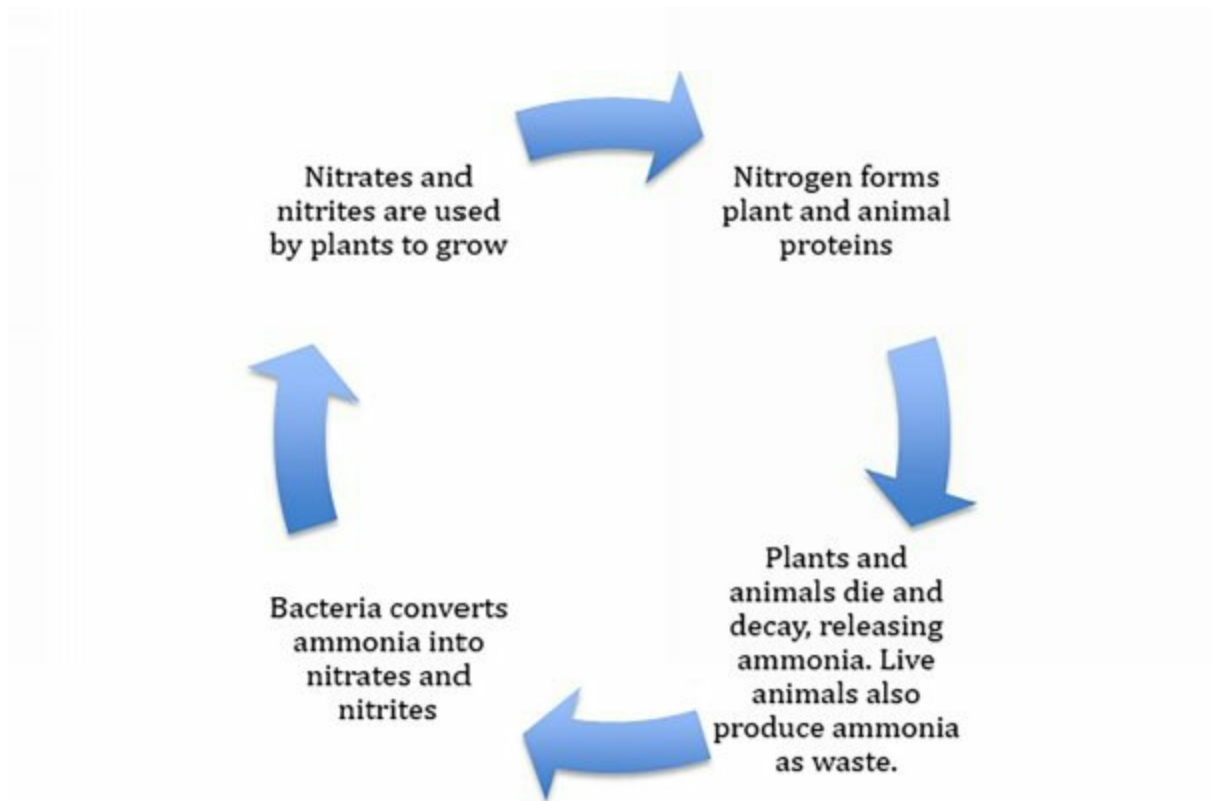 Nitrates and
nitrites are used
by plants to grow
Nitrogen forms
plant and animal
proteins
Plants and
animals die and
decay, releasing
ammonia. Live
animals also
produce ammonia
as waste.
Bacteria converts
ammonia into
nitrates and
nitrites